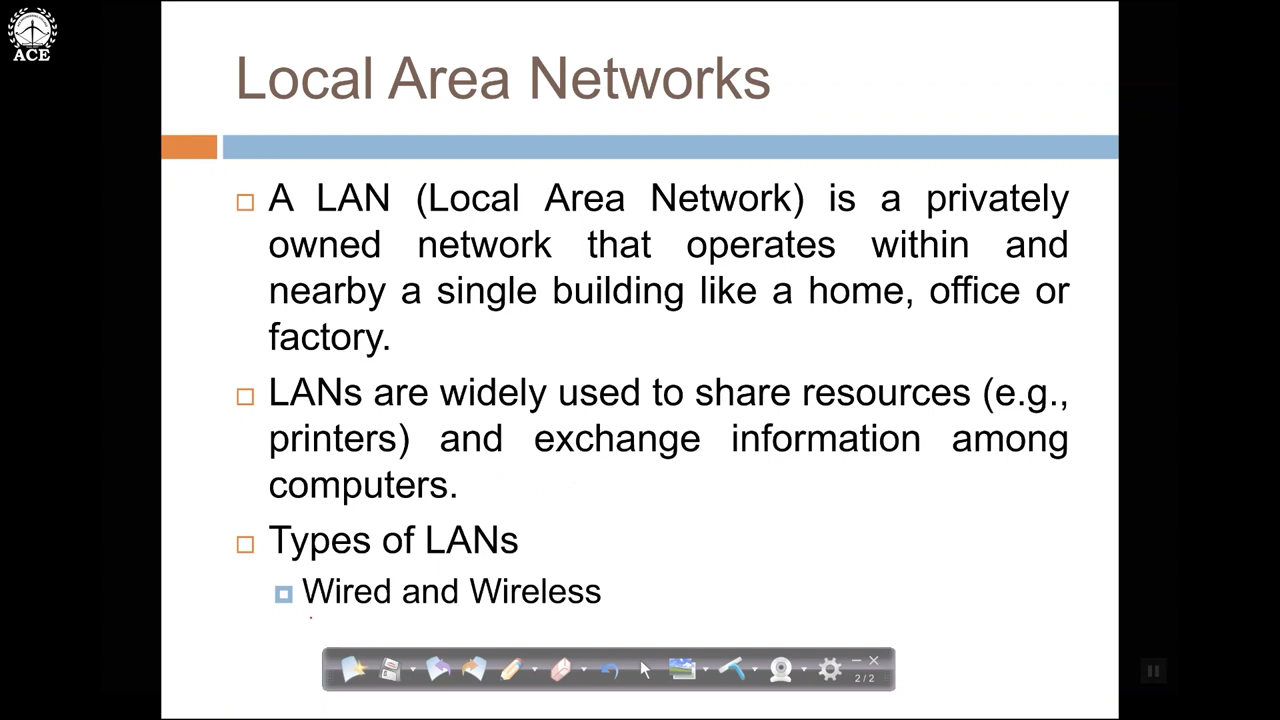 ACE
Local Area Networks
A LAN (Local Area Network) is a privately
owned network that operates within and
nearby a single building like a home, office or
factory.
LANs are widely used to share resources (e.g.,
printers) and exchange information among
computers.
Types of LANs
Wired and Wireless
2/2